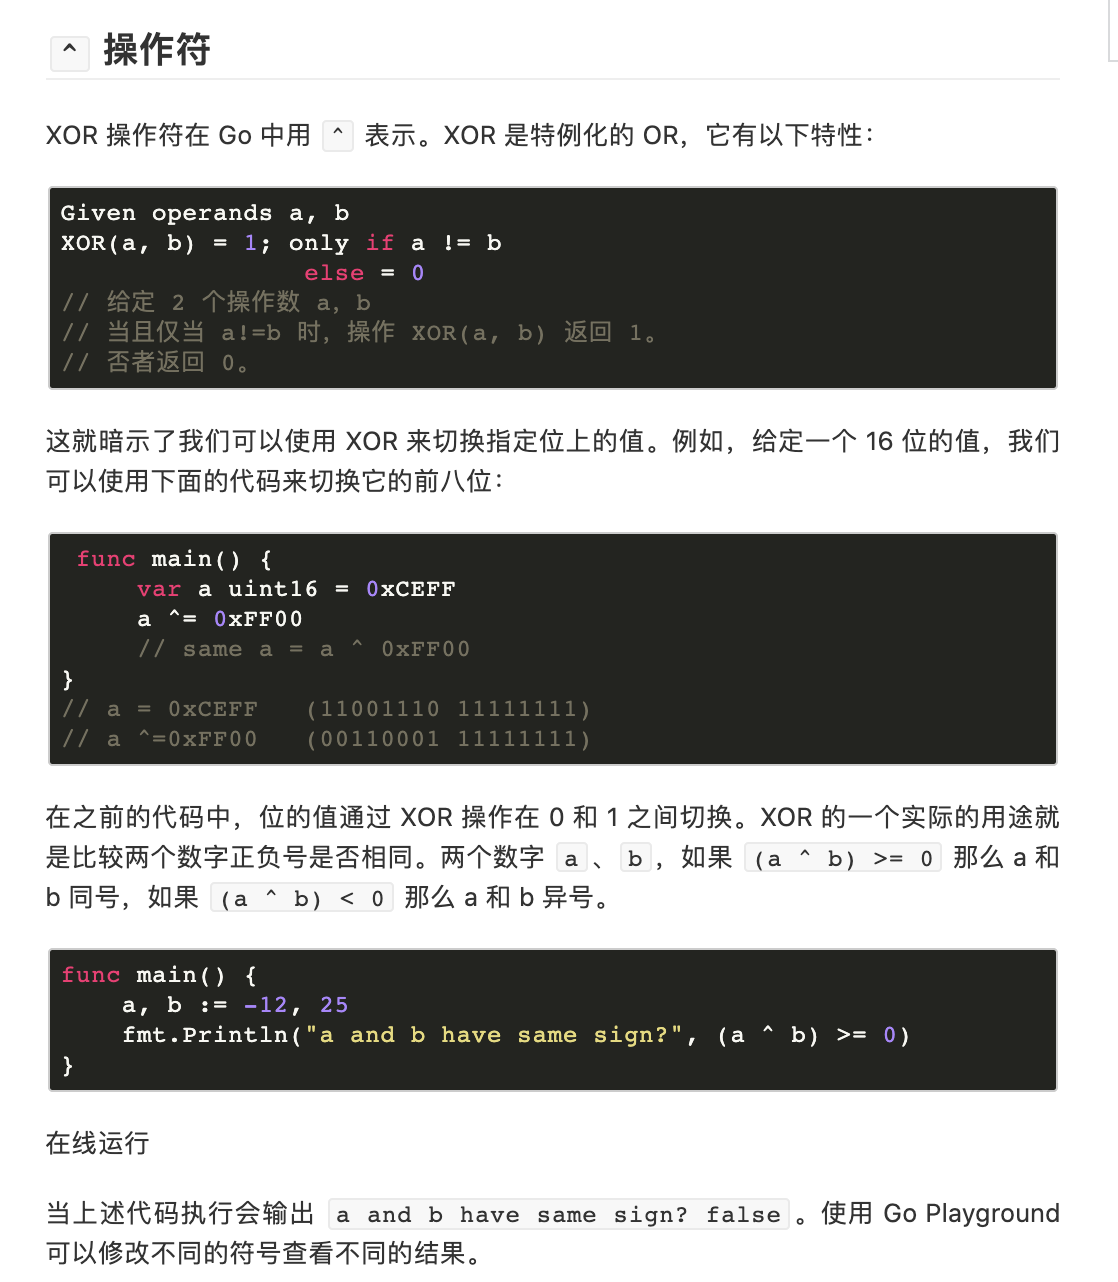 ^ 操作符
XOR 操作符在 Go 中用 ^ 表示。XOR 是特例化的 OR，它有以下特性：
Given operands a, b
XOR(a, b) = 1; only if a != b
else = 0
// 给定 2 个操作数 a, b
// 当且仅当 a!=b 时, 操作 XOR(a, b) 返回 1。
// 否者返回 0。
这就暗示了我们可以使用 XOR 来切换指定位上的值。例如，给定一个 16 位的值，我们
可以使用下面的代码来切换它的前八位：
func main() {
var a uint16 = 0xCEFF
a ^= 0xFF00
// same a = a ^ 0xFF00
}
// a = 0xCEFF   (11001110 11111111)
// a ^=0xFF00   (00110001 11111111)
在之前的代码中，位的值通过 XOR 操作在 0 和 1 之间切换。XOR 的一个实际的用途就
是比较两个数字正负号是否相同。两个数字 a 、 b ，如果 (a ^ b) >= 0 那么 a 和
b 同号，如果 (a ^ b) < 0 那么 a 和 b 异号。
func main() {
a, b := -12, 25
fmt.Println("a and b have same sign?", (a ^ b) >= 0)
}
在线运行
当上述代码执行会输出 a and b have same sign? false 。使用 Go Playground
可以修改不同的符号查看不同的结果。